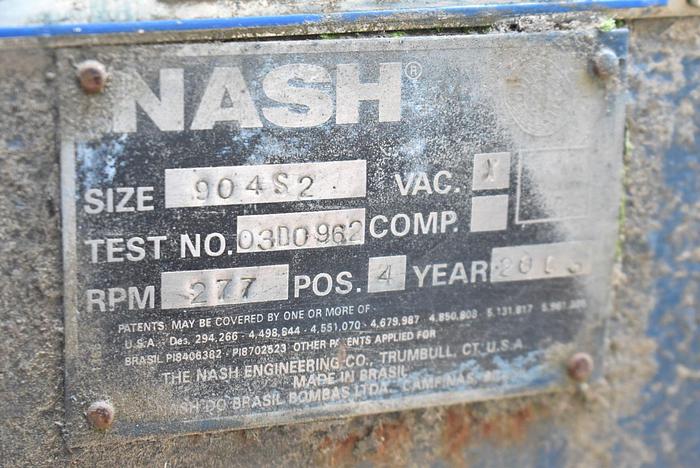 NASH®
SIZE 904S2 VAC. X
TEST NO. 03D0962 COMP.
RPM 277 POS. 4 YEAR
PATENTS: MAY BE COVERED BY ONE OR MORE OF
U.S.A. Des. 294.266 - 4,498,844 - 4,551,070 - 4,679,987 4,850,808 5,131,817
BRASIL PI8406382 - PI8702523 OTHER PATENTS APPLIED FOR
THE NASH ENGINEERING CO., TRUMBULL, CT. U.S.A.
MADE IN BRASIL
NASH DO BRASIL BOMBAS LTDA. CAMPINAS,